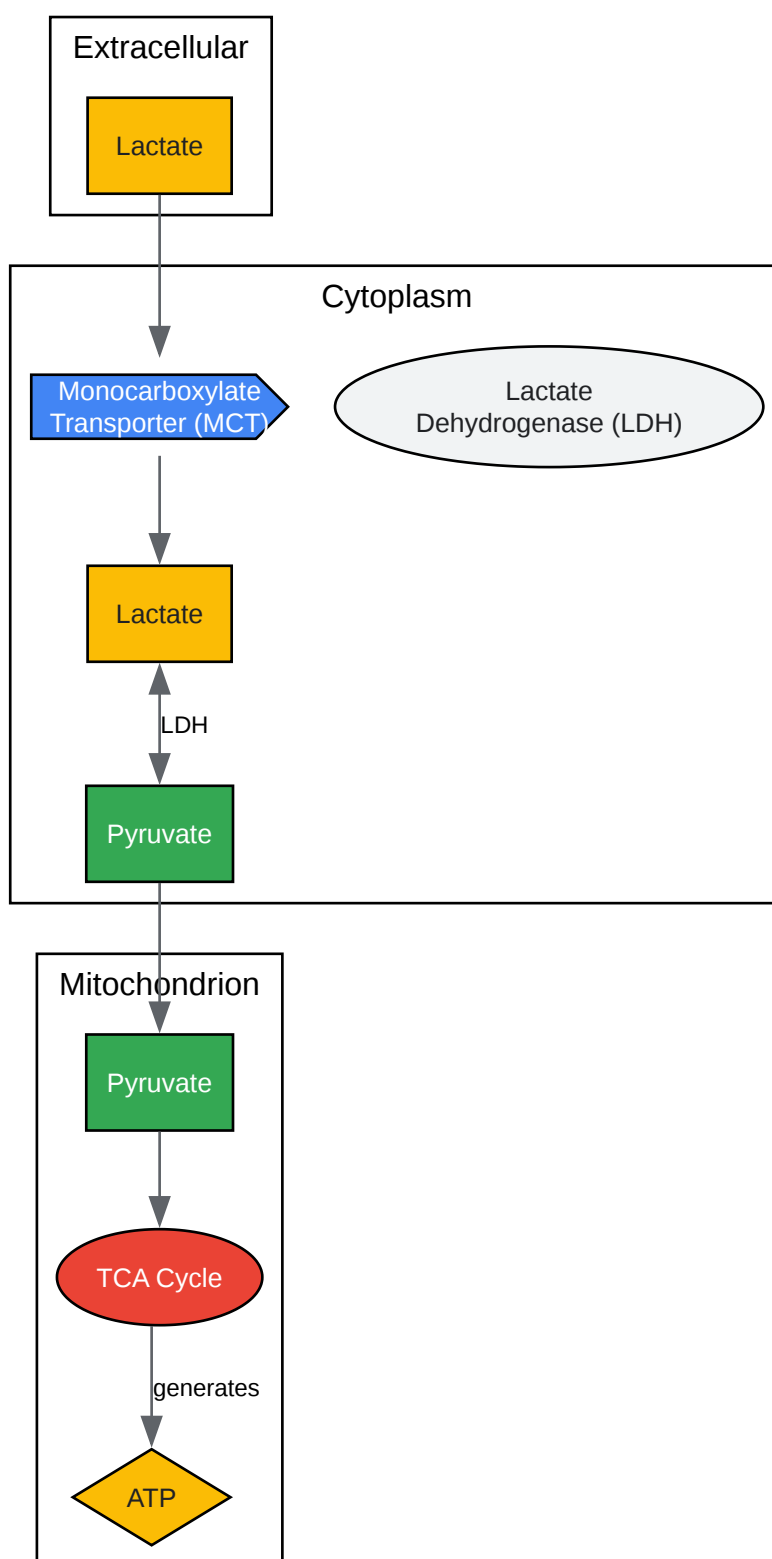 Extracellular
Lactate
Cytoplasm
Monocarboxylate
Transporter (MCT)
Lactate
Dehydrogenase (LDH)
Lactate
LDH
Pyruvate
Mitochondrion
Pyruvate
TCA Cycle
generates
ATP